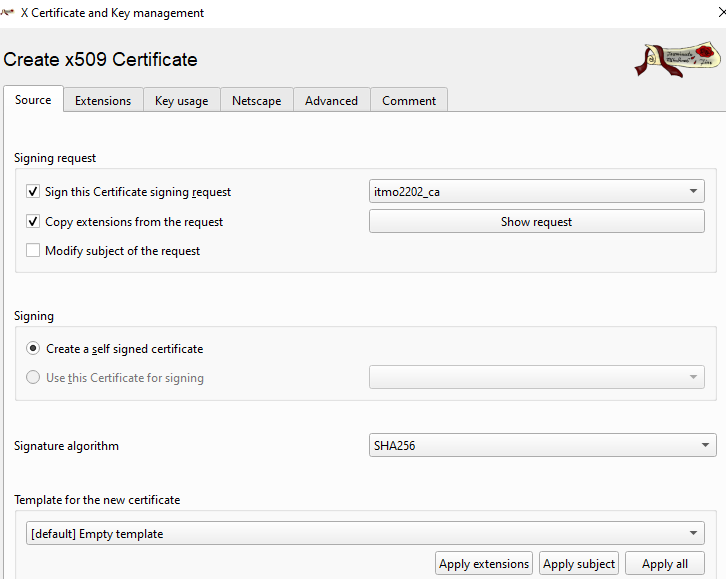 X Certificate and Key management
Create x509 Certificate
Source Extensions Key usage Netscape Advanced Comment
Signing request
Sign this Certificate signing request itmo2202_ca
Copy extensions from the request Show request
Modify subject of the request
Signing
Create a self signed certificate
Use this Certificate for signing
Signature algorithm SHA256
Template for the new certificate
[default] Empty template
Apply extensions Apply subject Apply all